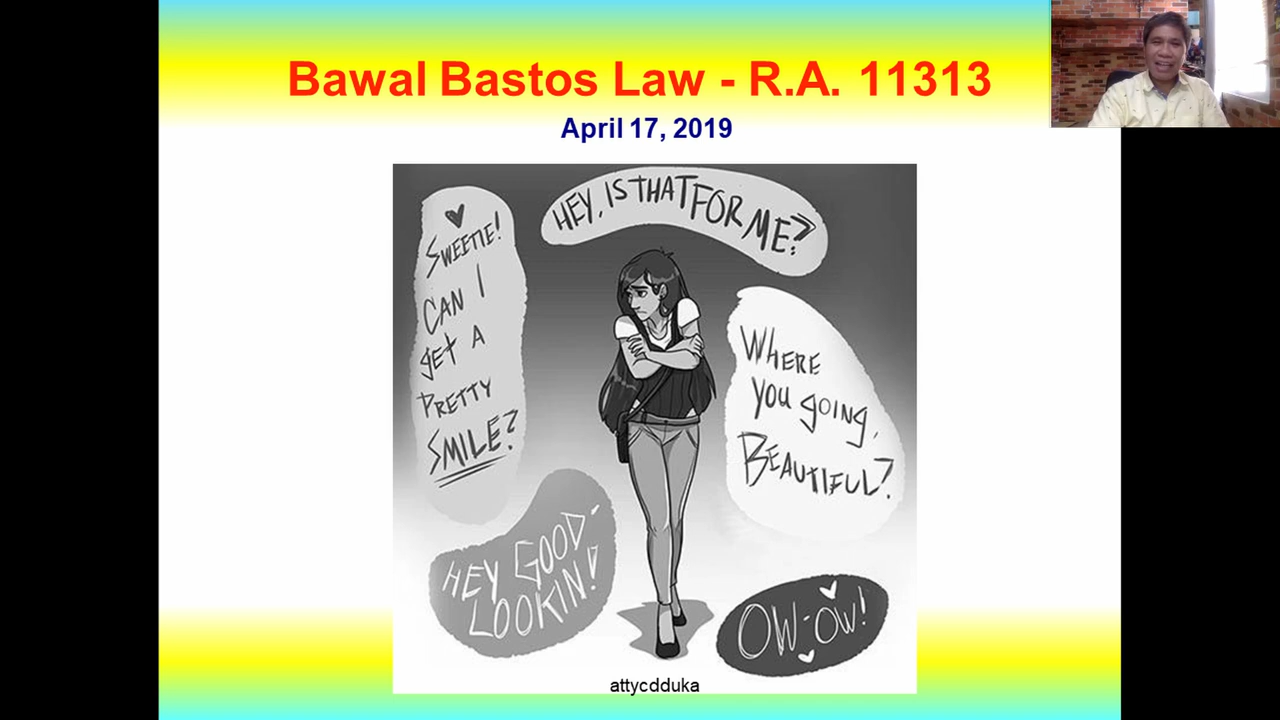 Bawal Bastos Law - R.A. 11313
April 17, 2019
HEY, IS THAT FOR ME?
SWEETIE!
CAN I
GET A
PRETTY
SMILE?
WHERE
YOU GOING,
BEAUTIFUL?
HEY GOOD-
LOOKIN!
OW-OW!
attycdduka